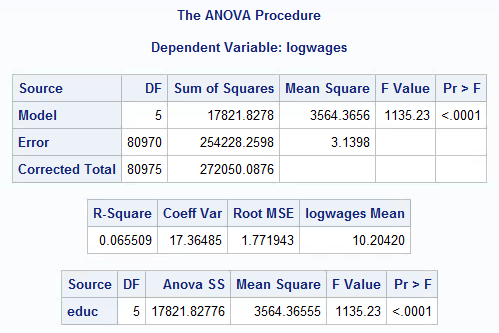 The ANOVA Procedure
Dependent Variable: logwages
Source DF Sum of Squares Mean Square F Value Pr > F
Model 5 17821.8278 3564.3656 1135.23 <.0001
Error 80970 254228.2598 3.1398
Corrected Total 80975 272050.0876
R-Square Coeff Var Root MSE logwages Mean
0.065509 17.36485 1.771943 10.20420
Source DF Anova SS Mean Square F Value Pr > F
educ 5 17821.82776 3564.36555 1135.23 <.0001